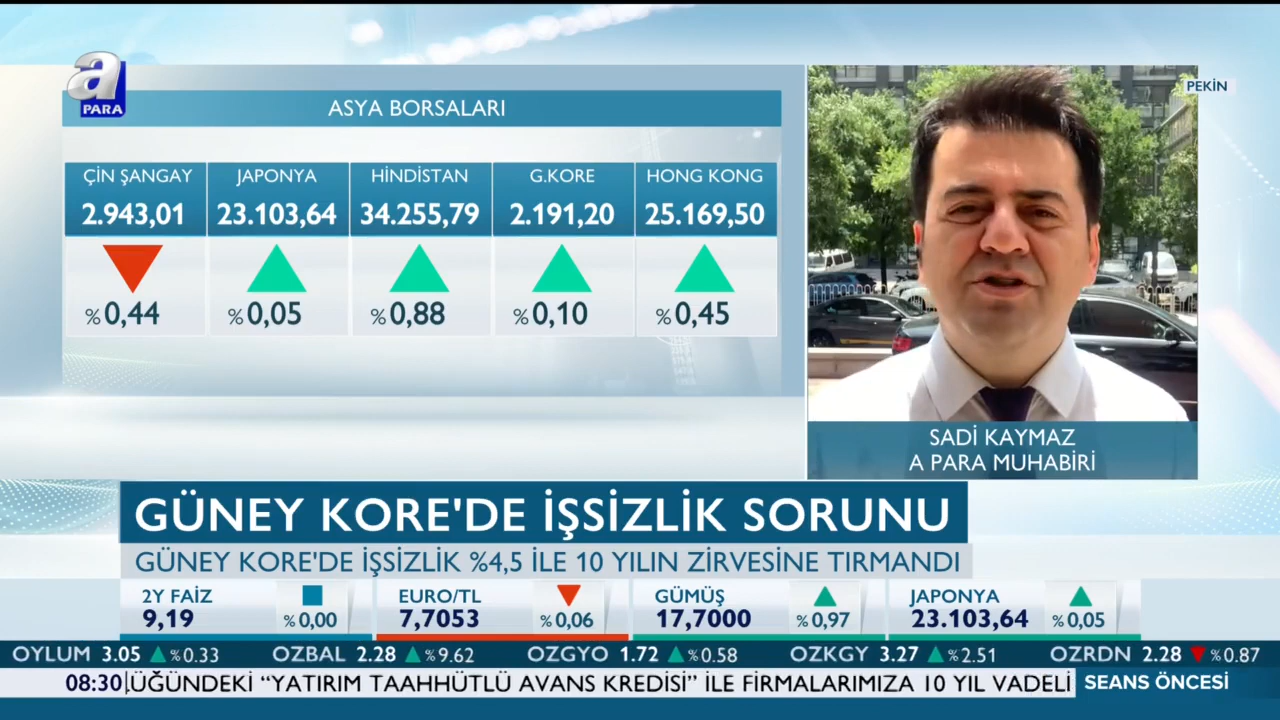 a
PARA
ASYA BORSALARI
PEKİN
ÇİN ŞANGAY JAPONYA HİNDİSTAN G.KORE HONG KONG
2.943,01 23.103,64 34.255,79 2.191,20 25.169,50
%0,44 %0,05 %0,88 %0,10 %0,45
SADİ KAYMAZ
A PARA MUHABİRİ
GÜNEY KORE'DE İŞSİZLİK SORUNU
GÜNEY KORE'DE İŞSİZLİK %4,5 İLE 10 YILIN ZİRVESİNE TIRMANDI
2Y FAİZ EURO/TL GÜMÜŞ JAPONYA
9,19 %0,00 7,7053 %0,06 17,7000 %0,97 23.103,64 %0,05
OYLUM 3.05 %0.33 OZBAL 2.28 %9.62 OZGYO 1.72 %0.58 OZKGY 3.27 %2.51 OZRDN 2.28 %0.87
08:30 LÜĞÜNDEKİ “YATIRIM TAAHHÜTLÜ AVANS KREDİSİ” İLE FİRMALARIMIZA 10 YIL VADELİ SEANS ÖNCESİ